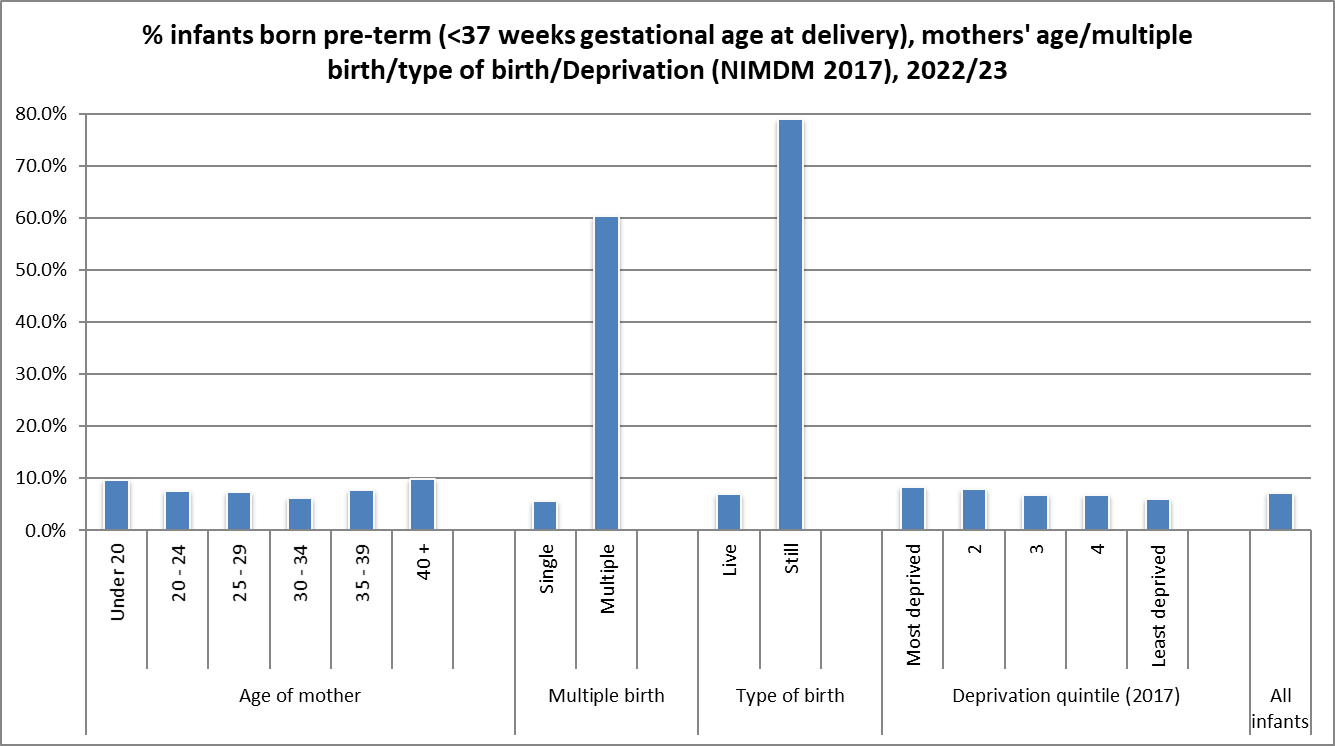 % infants born pre-term (<37 weeks gestational age at delivery), mothers' age/multiple
birth/type of birth/Deprivation (NIMDM 2017), 2022/23
80.0%
70.0%
60.0%
50.0%
40.0%
30.0%
20.0%
10.0%
0.0%
Under 20
20 - 24
25 - 29
30 - 34
35 - 39
40 +
Single
Multiple
Live
Still
Most deprived
2
3
4
Least deprived
Age of mother
Multiple birth
Type of birth
Deprivation quintile (2017)
All
infants